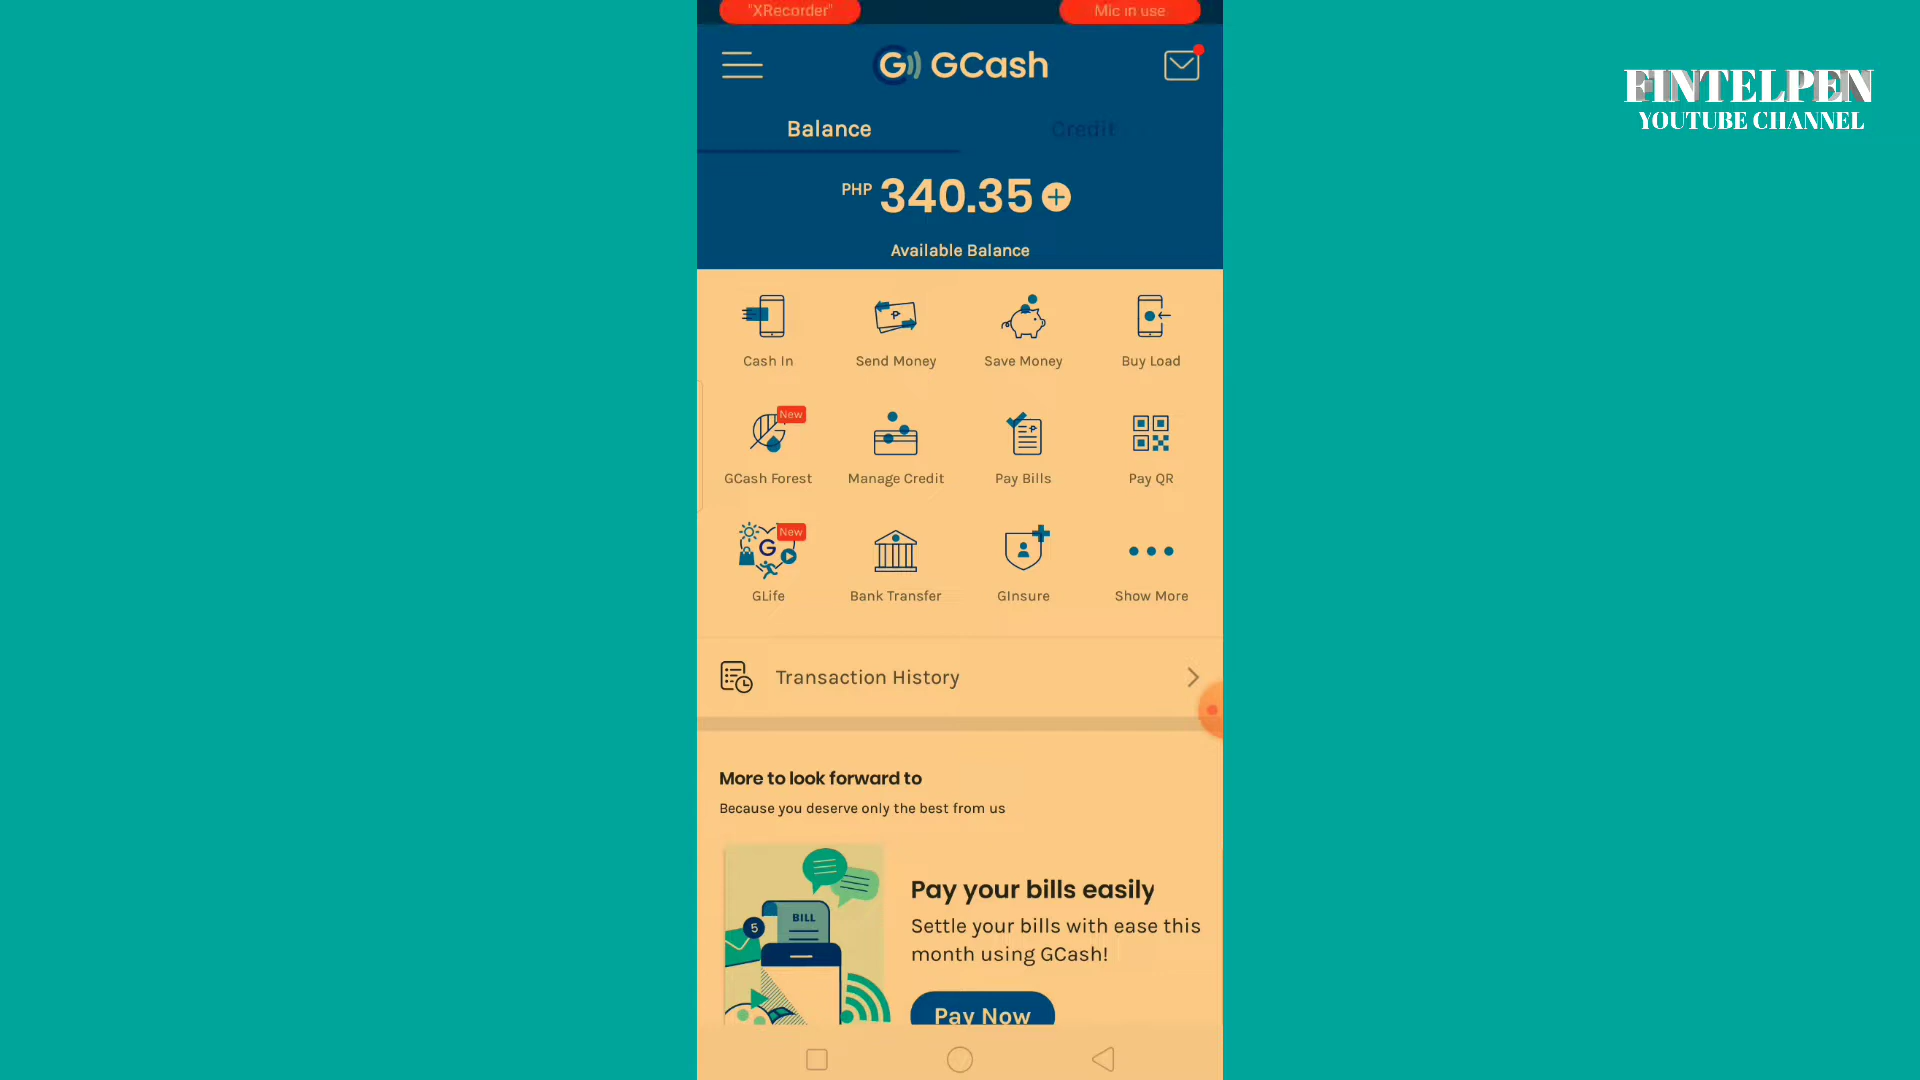 "XRecorder"
Mic in use
GCash
FINTELPEN
YOUTUBE CHANNEL
Balance
Credit
PHP 340.35
Available Balance
Cash In
Send Money
Save Money
Buy Load
New
GCash Forest
Manage Credit
Pay Bills
Pay QR
New
GLife
Bank Transfer
GInsure
Show More
Transaction History
More to look forward to
Because you deserve only the best from us
BILL
5
Pay your bills easily
Settle your bills with ease this
month using GCash!
Pay Now